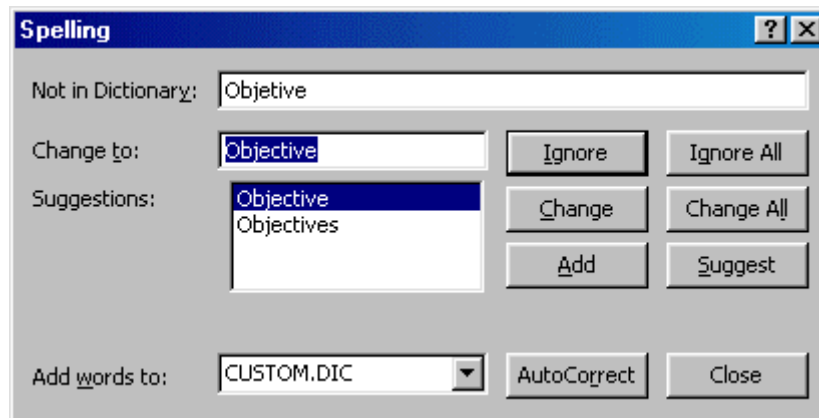 Spelling
Not in Dictionary: Objetive
Change to: Objective Ignore Ignore All
Suggestions: Objective Change Change All
Objectives
Add Suggest
Add words to: CUSTOM.DIC AutoCorrect Close